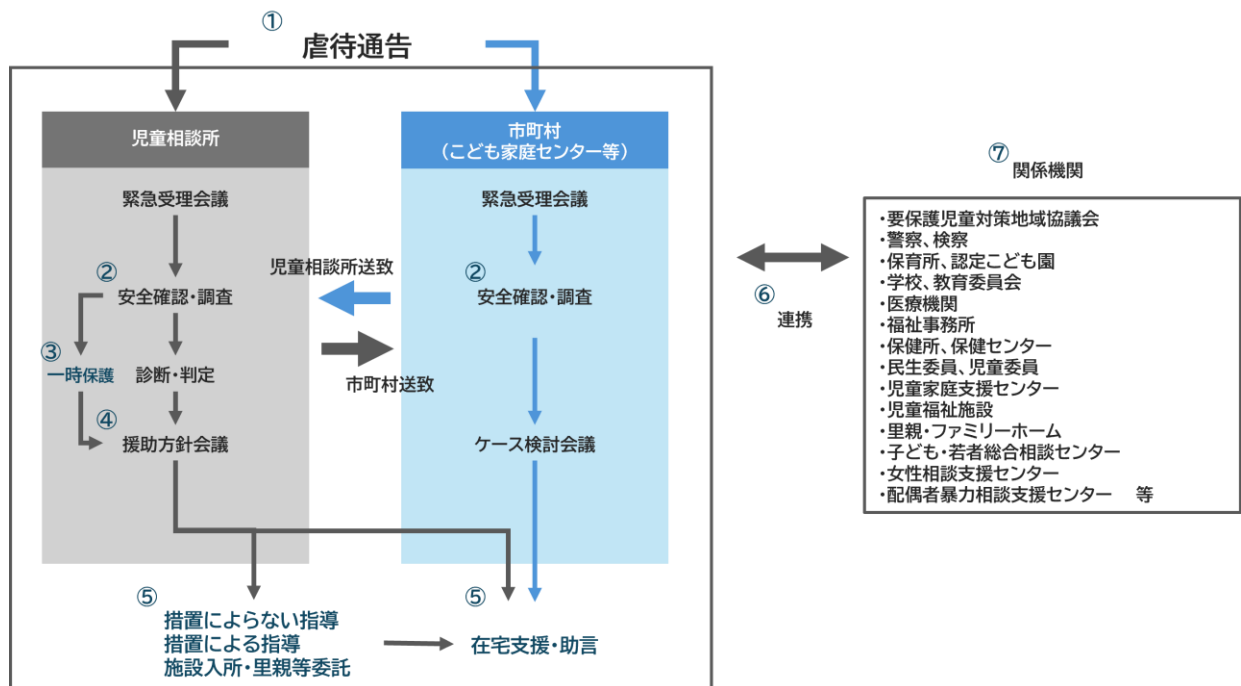 ①
虐待通告
児童相談所
緊急受理会議
②
安全確認・調査
③
一時保護
診断・判定
④
援助方針会議
児童相談所送致
市町村送致
市町村
(こども家庭センター等)
緊急受理会議
②
安全確認・調査
ケース検討会議
⑤
措置によらない指導
措置による指導
施設入所・里親等委託
⑤
在宅支援・助言
⑥
連携
⑦
関係機関
・要保護児童対策地域協議会
・警察、検察
・保育所、認定こども園
・学校、教育委員会
・医療機関
・福祉事務所
・保健所、保健センター
・民生委員、児童委員
・児童家庭支援センター
・児童福祉施設
・里親・ファミリーホーム
・子ども・若者総合相談センター
・女性相談支援センター
・配偶者暴力相談支援センター　等